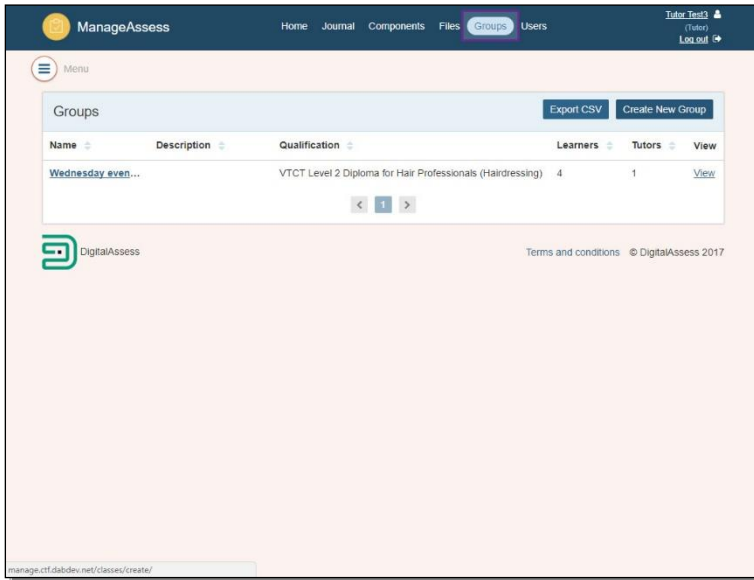 ManageAssess
Home Journal Components Files Groups Users
Tutor Test3
(Tutor)
Log out
Menu
Groups
Export CSV
Create New Group
Name Description Qualification Learners Tutors View
Wednesday even... VTCT Level 2 Diploma for Hair Professionals (Hairdressing) 4 1 View
< 1 >
DigitalAssess
Terms and conditions © DigitalAssess 2017
manage.ctf.dabdev.net/classes/create/